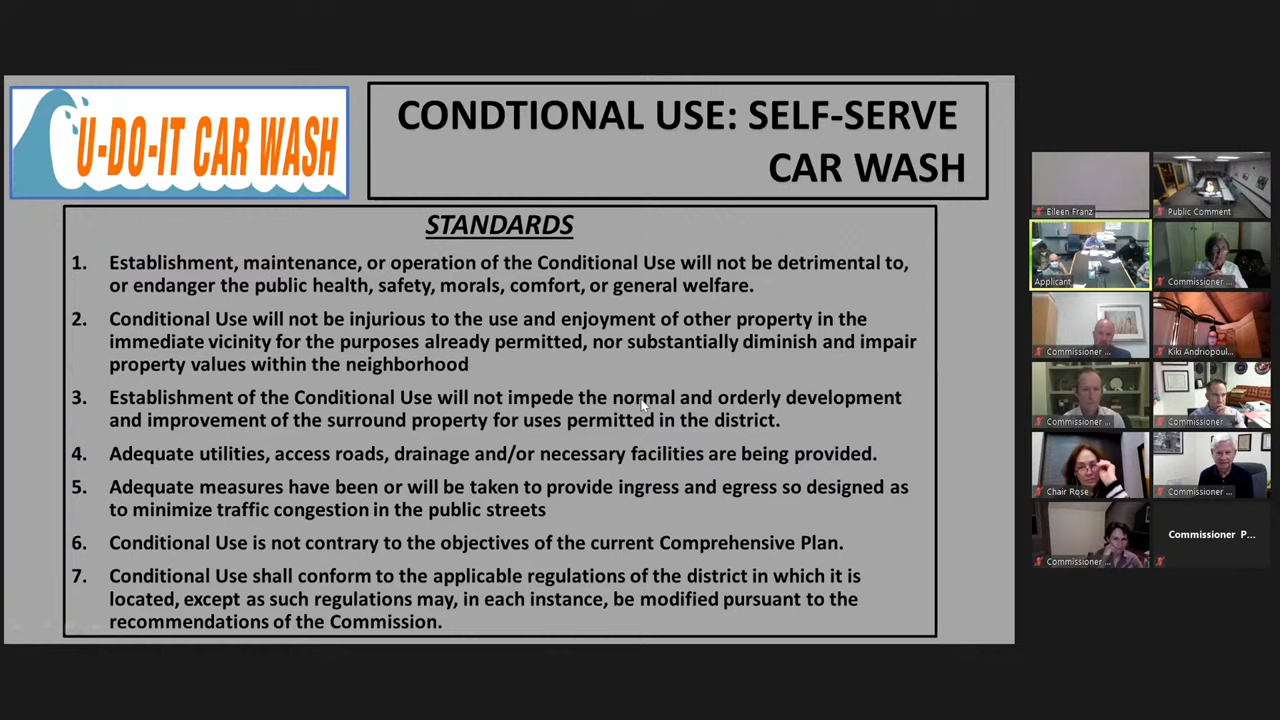 U-DO-IT CAR WASH
CONDTIONAL USE: SELF-SERVE
CAR WASH
STANDARDS
1. Establishment, maintenance, or operation of the Conditional Use will not be detrimental to,
or endanger the public health, safety, morals, comfort, or general welfare.
2. Conditional Use will not be injurious to the use and enjoyment of other property in the
immediate vicinity for the purposes already permitted, nor substantially diminish and impair
property values within the neighborhood
3. Establishment of the Conditional Use will not impede the normal and orderly development
and improvement of the surround property for uses permitted in the district.
4. Adequate utilities, access roads, drainage and/or necessary facilities are being provided.
5. Adequate measures have been or will be taken to provide ingress and egress so designed as
to minimize traffic congestion in the public streets
6. Conditional Use is not contrary to the objectives of the current Comprehensive Plan.
7. Conditional Use shall conform to the applicable regulations of the district in which it is
located, except as such regulations may, in each instance, be modified pursuant to the
recommendations of the Commission.
Eileen Franz
Public Comment
Applicant
Commissioner ...
Commissioner ...
Kiki Andriopoul...
Commissioner ...
Commissioner ...
Chair Rose
Commissioner ...
Commissioner ...
Commissioner P...